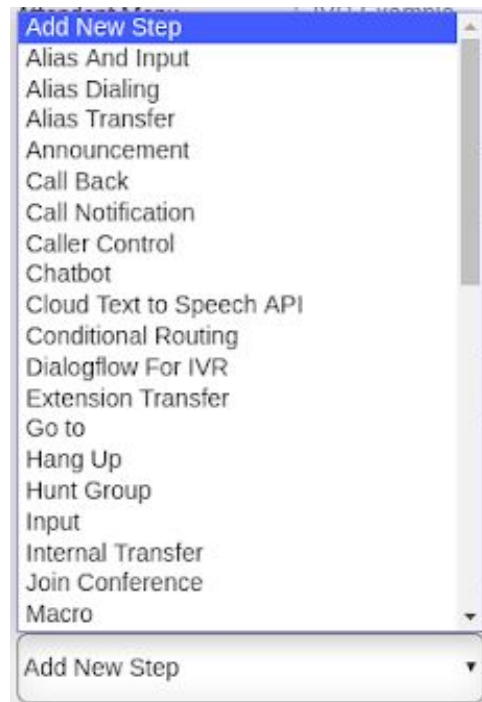 Add New Step
Alias And Input
Alias Dialing
Alias Transfer
Announcement
Call Back
Call Notification
Caller Control
Chatbot
Cloud Text to Speech API
Conditional Routing
Dialogflow For IVR
Extension Transfer
Go to
Hang Up
Hunt Group
Input
Internal Transfer
Join Conference
Macro
Add New Step